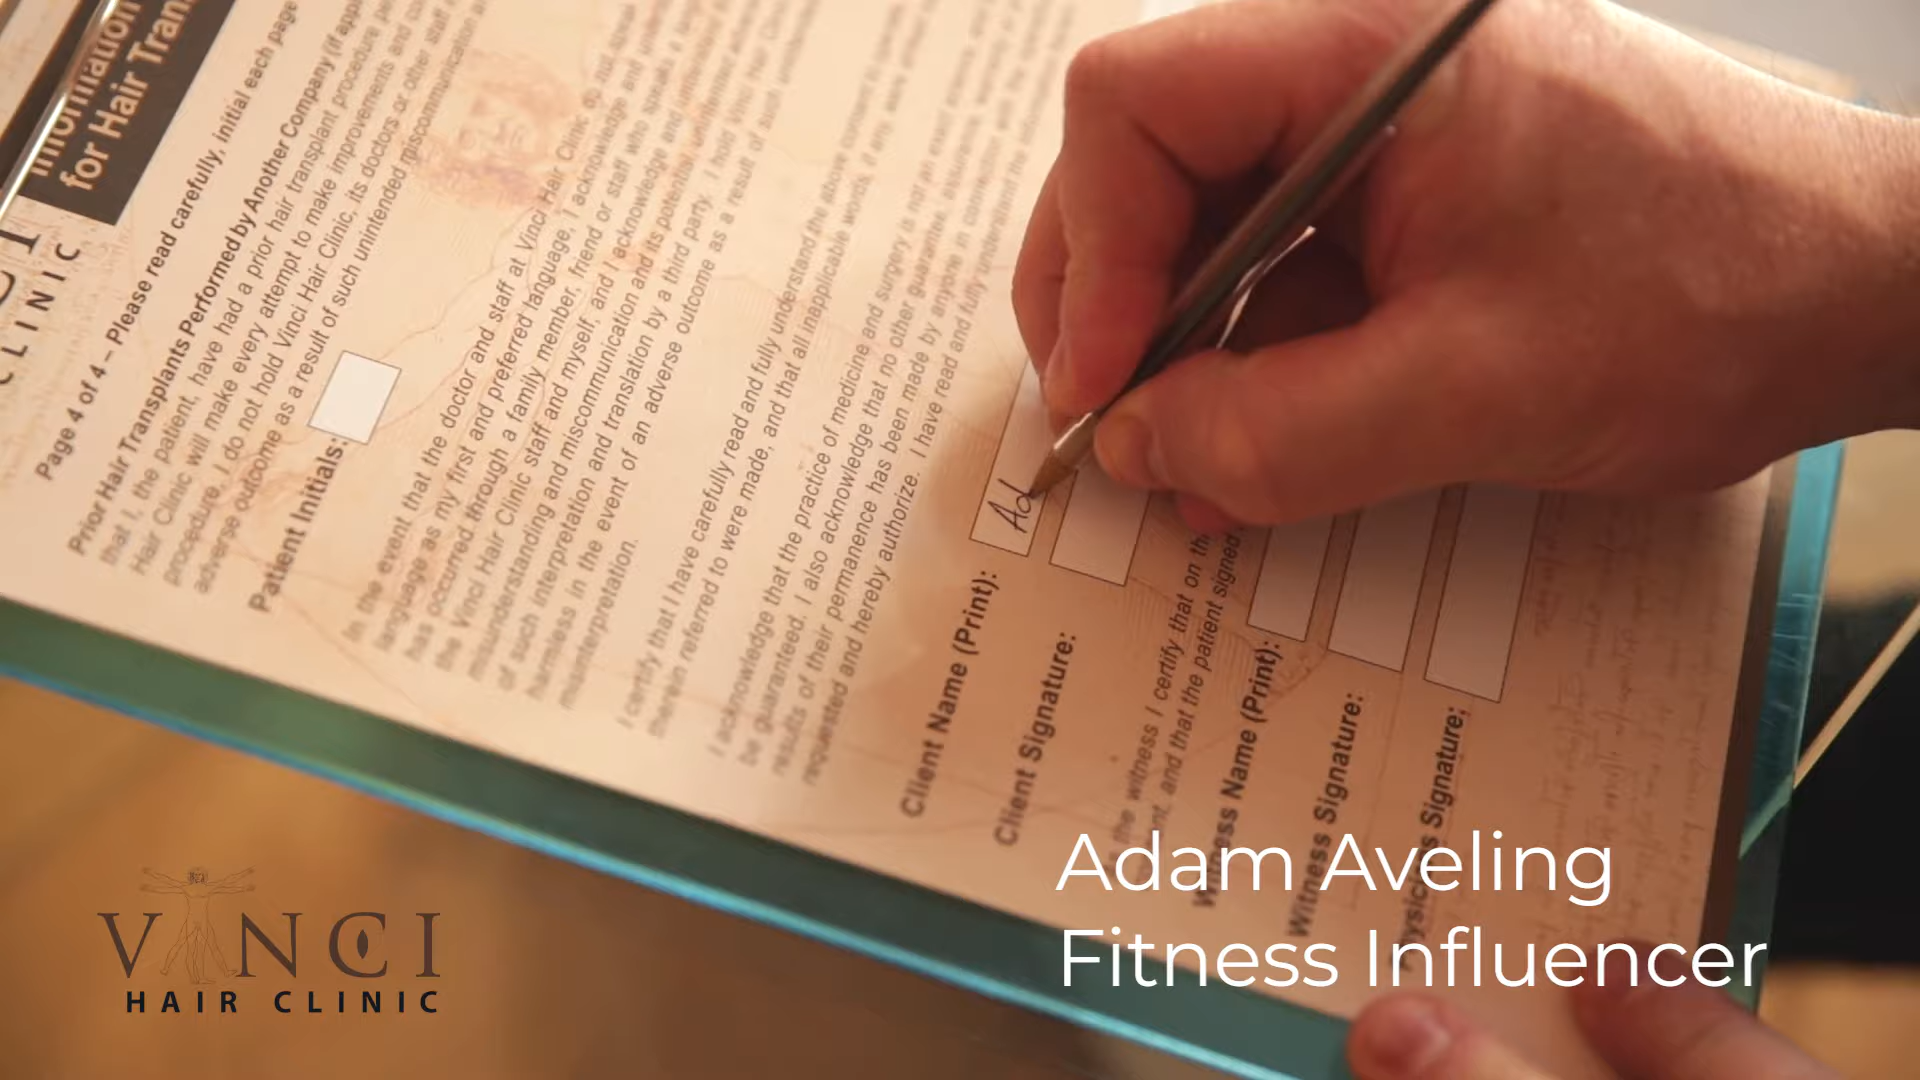 Information
for Hair Tran
CLINIC
Page 4 of 4 – Please read carefully, initial each page
Prior Hair Transplants Performed by Another Company (if app
that I, the patient, have had a prior hair transplant procedure
Hair Clinic will make every attempt to make improvements and
procedure, I do not hold Vinci Hair Clinic, its doctors or other staff
adverse outcome as a result of such unintended miscommunication
Patient Initials:
In the event that the doctor and staff at Vinci Hair Clinic do not speak
language as my first and preferred language, I acknowledge and
has occurred through a family member, friend or staff who speaks
the Vinci Hair Clinic staff and myself, and I acknowledge and
misunderstanding and miscommunication and its potential
of such interpretation and translation by a third party. I hold
harmless in the event of an adverse outcome as a result of such
misinterpretation.
I certify that I have carefully read and fully understand the above consent
therein referred to were made, and that all inapplicable words, if any
I acknowledge that the practice of medicine and surgery is not an exact
be guaranteed. I also acknowledge that no other guarantee,
results of their permanence has been made by anyone in connection
requested and hereby authorize. I have read and fully understand
Client Name (Print):
Ad
Client Signature:
the witness I certify that on th
and that the patient signed
Witness Name (Print):
Witness Signature:
Physician Signature:
Adam Aveling
Fitness Influencer
VINCI
HAIR CLINIC